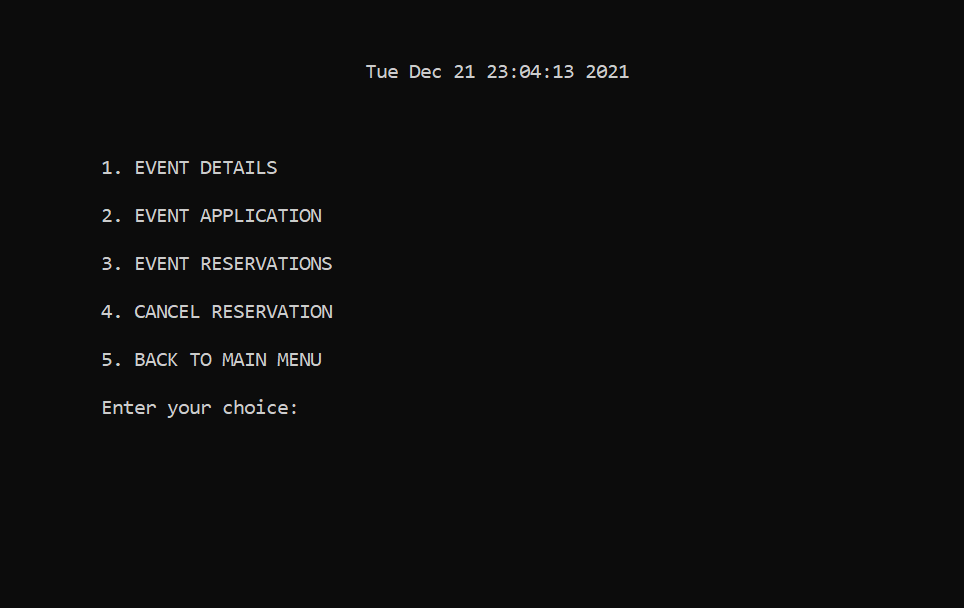 Tue Dec 21 23:04:13 2021
1. EVENT DETAILS
2. EVENT APPLICATION
3. EVENT RESERVATIONS
4. CANCEL RESERVATION
5. BACK TO MAIN MENU
Enter your choice: